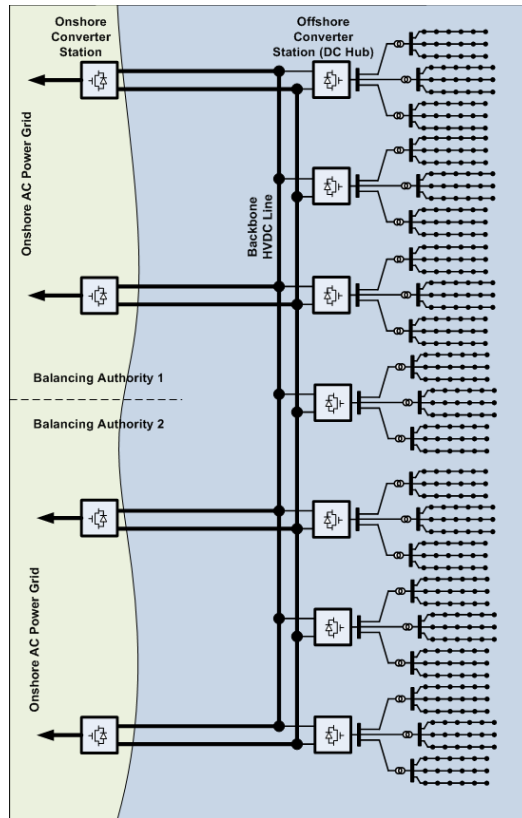 Onshore
Converter
Station
Offshore
Converter
Station (DC Hub)
Onshore AC Power Grid
Backbone
HVDC Line
Balancing Authority 1
Balancing Authority 2
Onshore AC Power Grid